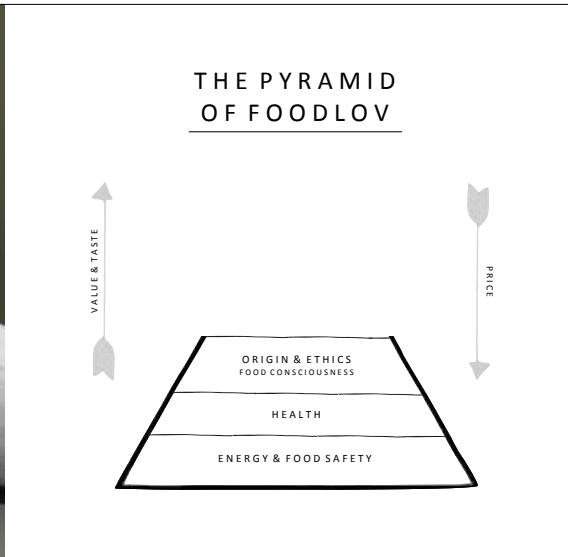 THE PYRAMID
OF FOODLOV
VALUE & TASTE
PRICE
ORIGIN & ETHICS
FOOD CONSCIOUSNESS
HEALTH
ENERGY & FOOD SAFETY